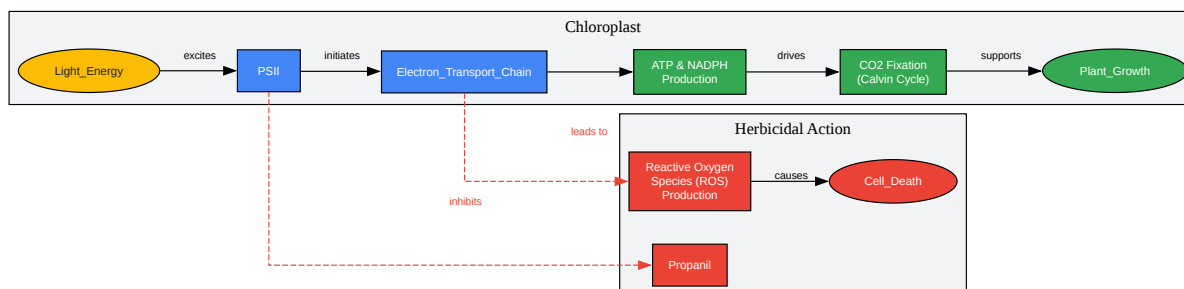 Chloroplast
Light_Energy
excites
PSII
initiates
Electron_Transport_Chain
ATP & NADPH
Production
drives
CO2 Fixation
(Calvin Cycle)
supports
Plant_Growth
leads to
Herbicidal Action
Reactive Oxygen
Species (ROS)
Production
causes
Cell_Death
inhibits
Propanil